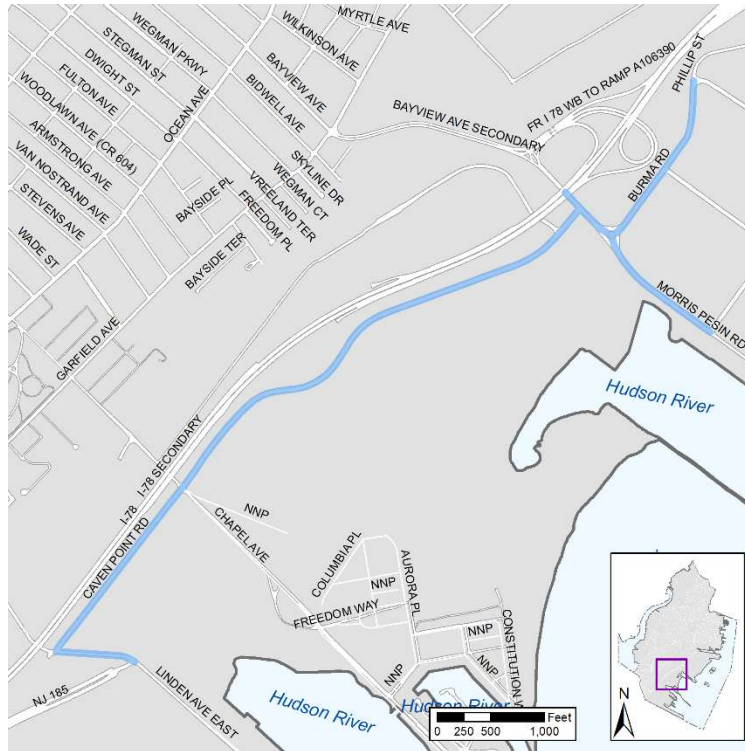 MYRTLE AVE
WILKINSON AVE
WEGMAN PKWY
STEGMAN ST
DWIGHT ST
FULTON AVE
WOODLAWN AVE (CR 604)
ARMSTRONG AVE
VAN NOSTRAND AVE
STEVENS AVE
WADE ST
OCEAN AVE
BAYVIEW AVE
BIDWELL AVE
BAYVIEW AVE SECONDARY
FR I 78 WB TO RAMP A106390
PHILLIP ST
BURMA RD
SKYLINE DR
WEGMAN CT
VREELAND TER
FREEDOM PL
BAYSIDE PL
BAYSIDE TER
GARFIELD AVE
MORRIS PESIN RD
Hudson River
I-78
I-78 SECONDARY
CAVEN POINT RD
NNP
CHAPEL AVE
COLUMBIA PL
NNP
AURORA PL
FREEDOM WAY
NNP
CONSTITUTION W
NNP
LINDEN AVE EAST
NJ 185
Hudson River
Hudson River
Feet
0 250 500 1,000
N